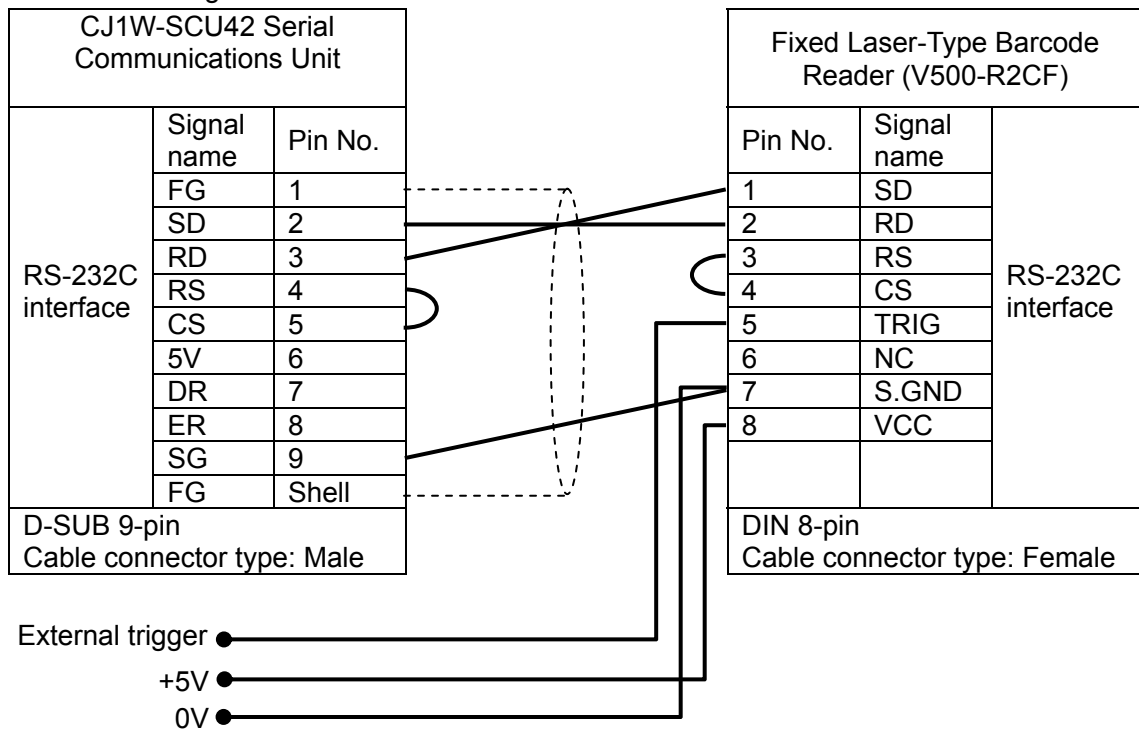 CJ1W-SCU42 Serial
Communications Unit
Fixed Laser-Type Barcode
Reader (V500-R2CF)
RS-232C
interface
Signal
name
Pin No.
FG 1
SD 2
RD 3
RS 4
CS 5
5V 6
DR 7
ER 8
SG 9
FG Shell
D-SUB 9-pin
Cable connector type: Male
Pin No.
Signal
name
1 SD
2 RD
3 RS
4 CS
5 TRIG
6 NC
7 S.GND
8 VCC
RS-232C
interface
DIN 8-pin
Cable connector type: Female
External trigger
+5V
0V